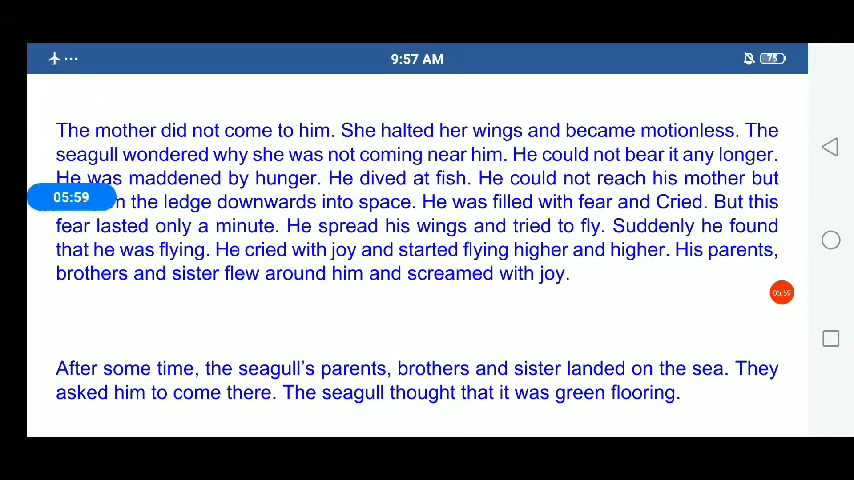 9:57 AM
75
The mother did not come to him. She halted her wings and became motionless. The
seagull wondered why she was not coming near him. He could not bear it any longer.
He was maddened by hunger. He dived at fish. He could not reach his mother but
05:59
the ledge downwards into space. He was filled with fear and Cried. But this
fear lasted only a minute. He spread his wings and tried to fly. Suddenly he found
that he was flying. He cried with joy and started flying higher and higher. His parents,
brothers and sister flew around him and screamed with joy.
05:59
After some time, the seagull's parents, brothers and sister landed on the sea. They
asked him to come there. The seagull thought that it was green flooring.